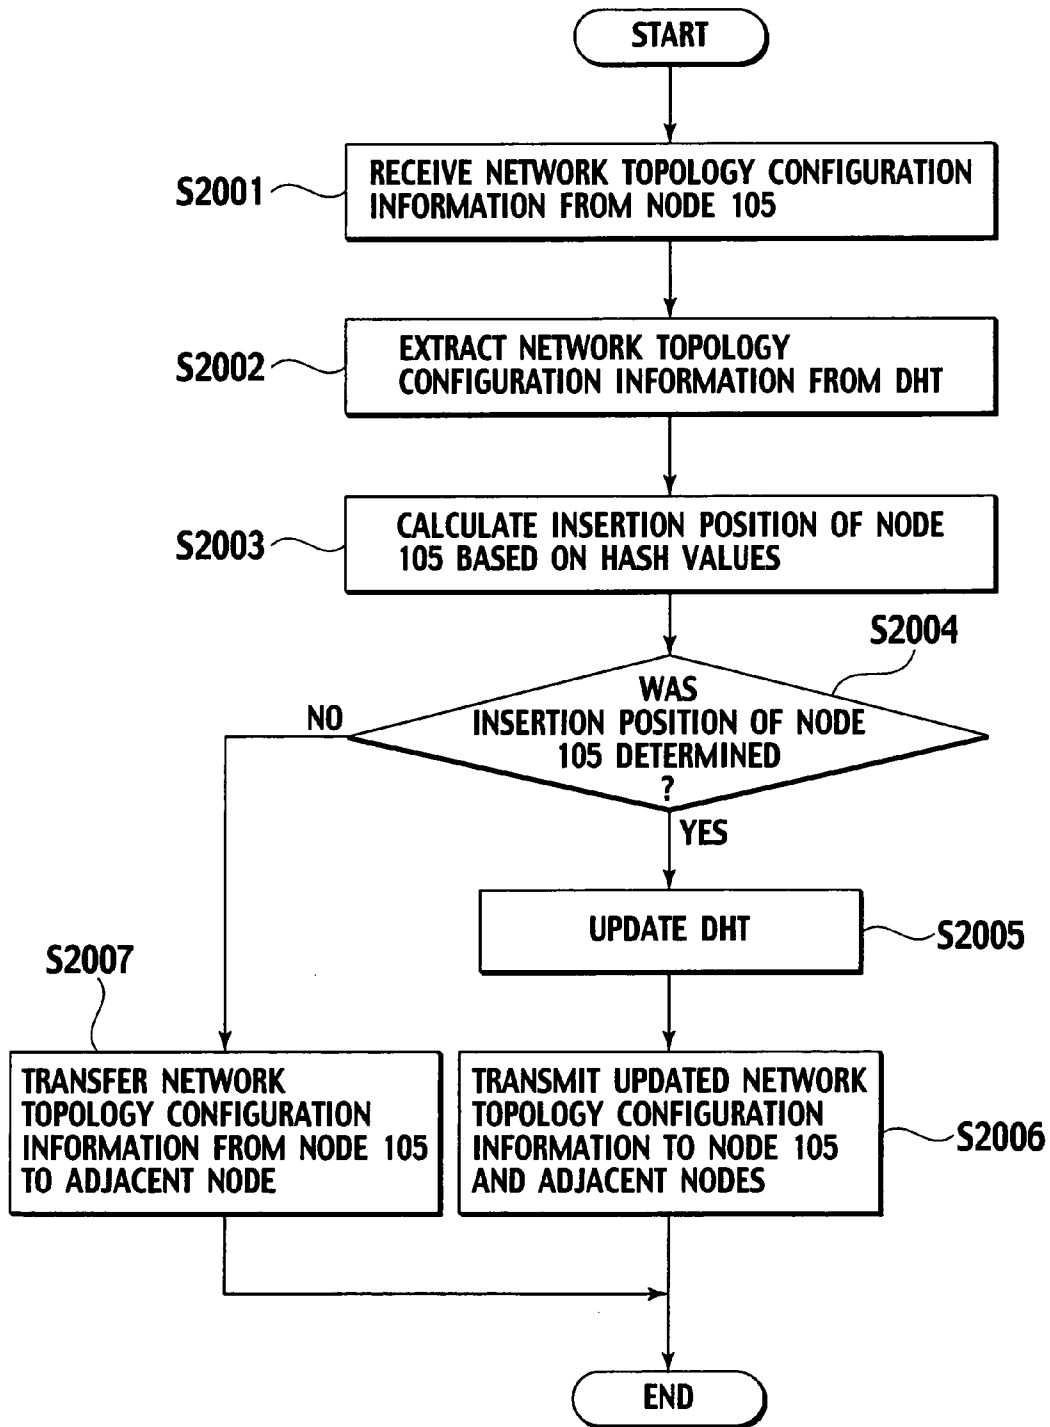 START
S2001
RECEIVE NETWORK TOPOLOGY CONFIGURATION
INFORMATION FROM NODE 105
S2002
EXTRACT NETWORK TOPOLOGY
CONFIGURATION INFORMATION FROM DHT
S2003
CALCULATE INSERTION POSITION OF NODE
105 BASED ON HASH VALUES
S2004
WAS
INSERTION POSITION OF NODE
105 DETERMINED
?
NO
YES
UPDATE DHT
S2005
S2007
TRANSFER NETWORK
TOPOLOGY CONFIGURATION
INFORMATION FROM NODE 105
TO ADJACENT NODE
TRANSMIT UPDATED NETWORK
TOPOLOGY CONFIGURATION
INFORMATION TO NODE 105
AND ADJACENT NODES
S2006
END